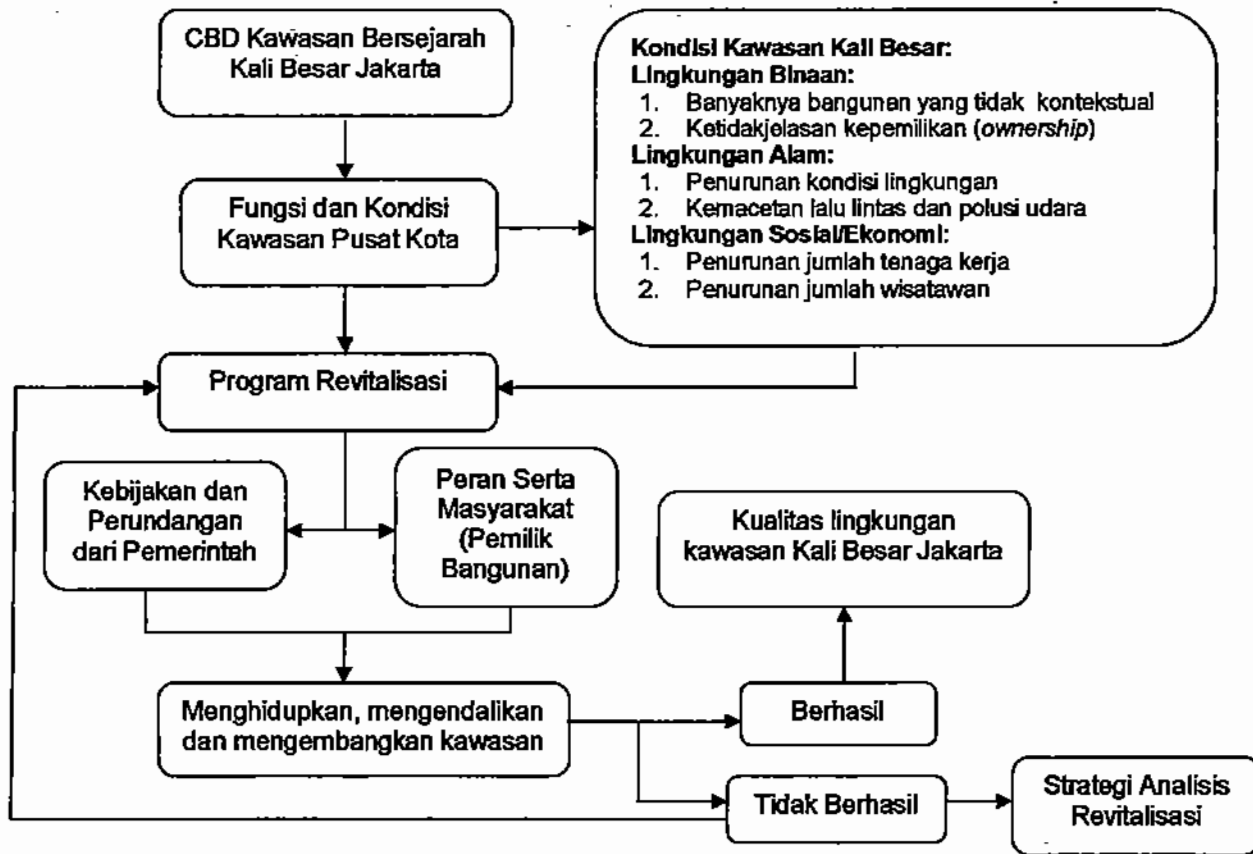 CBD Kawasan Bersejarah
Kali Besar Jakarta
Kondisi Kawasan Kali Besar:
Lingkungan Binaan:
1. Banyaknya bangunan yang tidak kontekstual
2. Ketidakjelasan kepemilikan (ownership)
Lingkungan Alam:
1. Penurunan kondisi lingkungan
2. Kemacetan lalu lintas dan polusi udara
Lingkungan Sosial/Ekonomi:
1. Penurunan jumlah tenaga kerja
2. Penurunan jumlah wisatawan
Fungsi dan Kondisi
Kawasan Pusat Kota
Program Revitalisasi
Kebijakan dan
Perundangan
dari Pemerintah
Peran Serta
Masyarakat
(Pemilik
Bangunan)
Kualitas lingkungan
kawasan Kali Besar Jakarta
Menghidupkan, mengendalikan
dan mengembangkan kawasan
Berhasil
Tidak Berhasil
Strategi Analisis
Revitalisasi